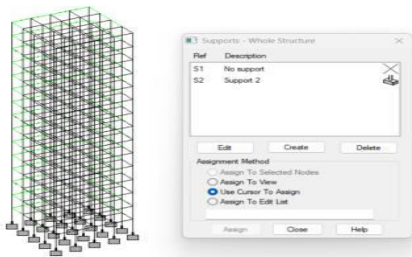 Supports - Whole Structure
Ref Description
S1 No support
S2 Support 2
Edit Create Delete
Assignment Method
Assign To Selected Nodes
Assign To View
Use Cursor To Assign
Assign To Edit List
Assign Close Help